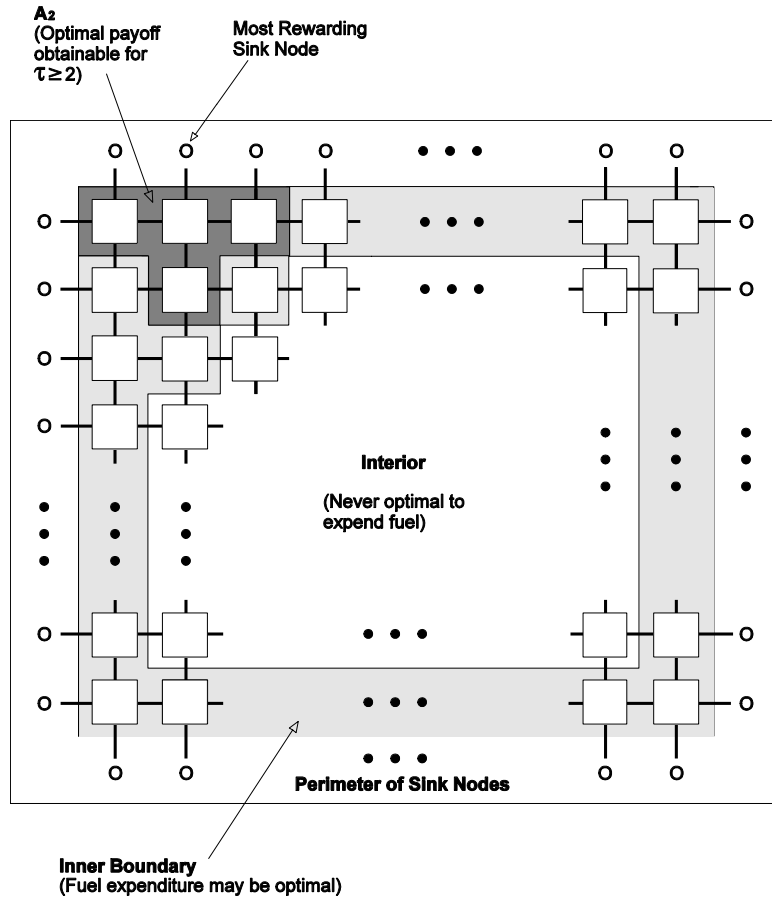 A₂
(Optimal payoff
obtainable for
τ ≥ 2)
Most Rewarding
Sink Node
Interior
(Never optimal to
expend fuel)
Perimeter of Sink Nodes
Inner Boundary
(Fuel expenditure may be optimal)